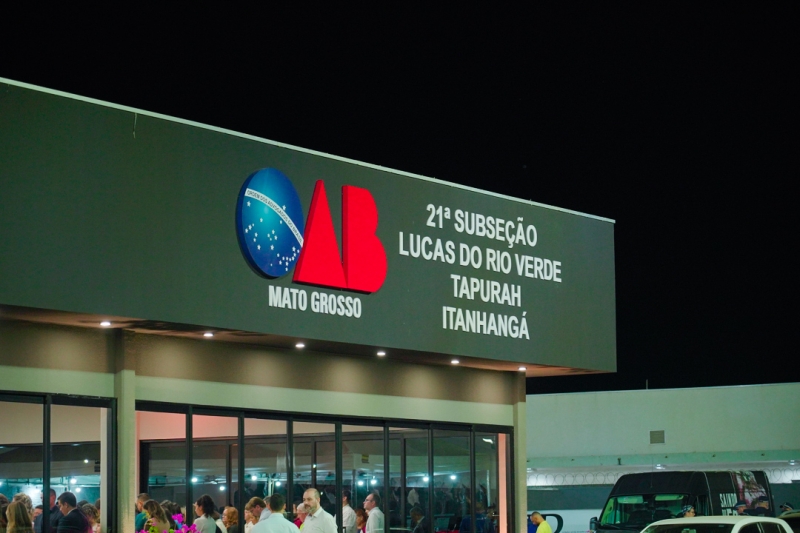 OAB
MATO GROSSO
21ª SUBSEÇÃO
LUCAS DO RIO VERDE
TAPURAH
ITANHANGÁ